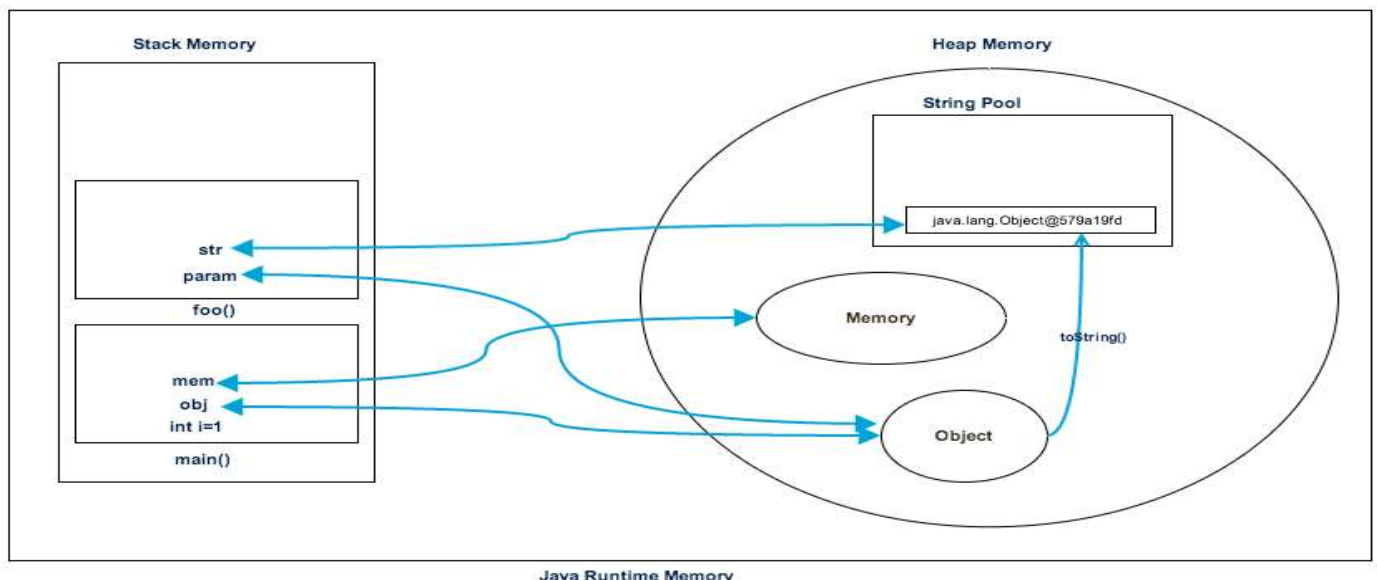 Stack Memory
Heap Memory
String Pool
java.lang.Object@579a19fd
str
param
foo()
Memory
toString()
mem
obj
int i=1
Object
main()
Java Runtime Memory